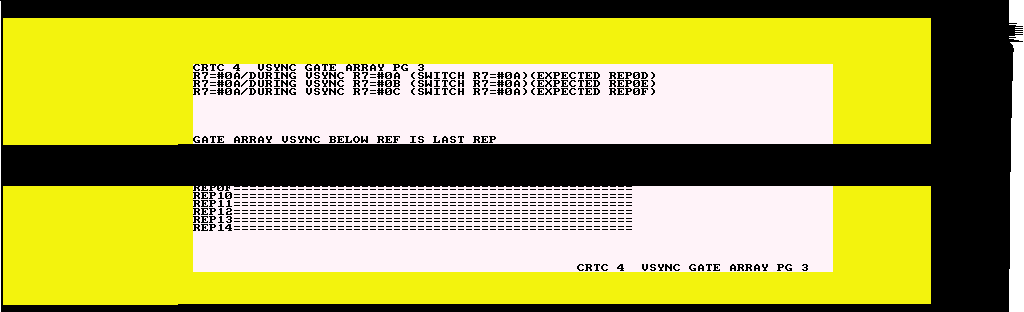 CRTC 4  VSYNC GATE ARRAY PG 3
R7=#0A/DURING VSYNC R7=#0A (SWITCH R7=#0A)(EXPECTED REP0D)
R7=#0A/DURING VSYNC R7=#0B (SWITCH R7=#0A)(EXPECTED REP0E)
R7=#0A/DURING VSYNC R7=#0C (SWITCH R7=#0A)(EXPECTED REP0F)
GATE ARRAY VSYNC BELOW REF IS LAST REP
REP0F==================================================
REP10==================================================
REP11==================================================
REP12==================================================
REP13==================================================
REP14==================================================
CRTC 4  VSYNC GATE ARRAY PG 3